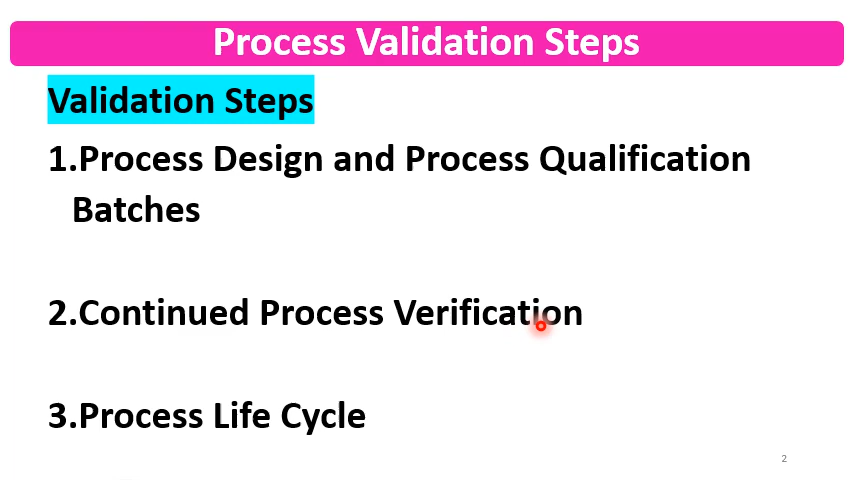 Process Validation Steps
Validation Steps
1.Process Design and Process Qualification
Batches
2.Continued Process Verification
3.Process Life Cycle
2